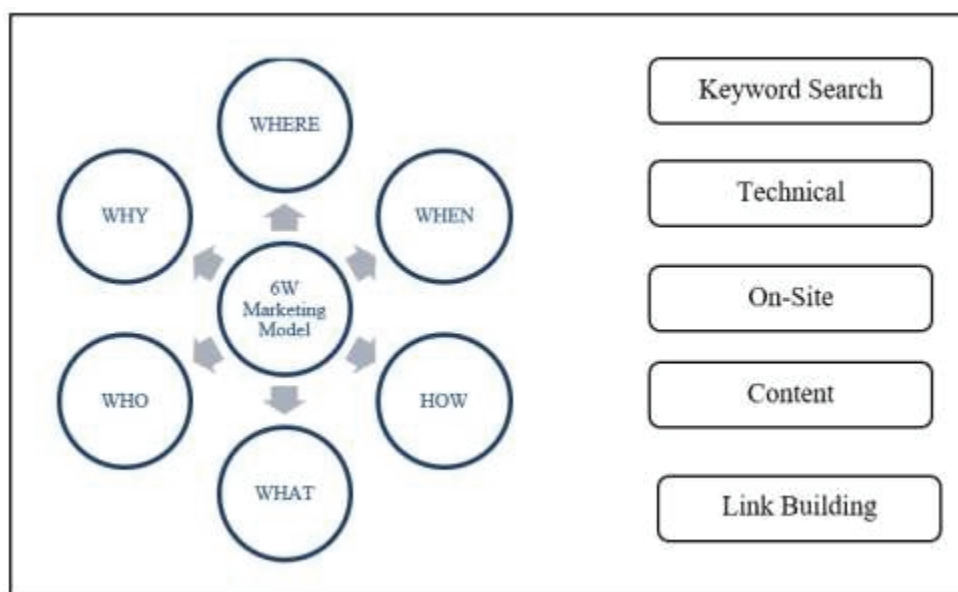 WHERE
WHEN
HOW
WHAT
WHO
WHY
6W
Marketing
Model
Keyword Search
Technical
On-Site
Content
Link Building